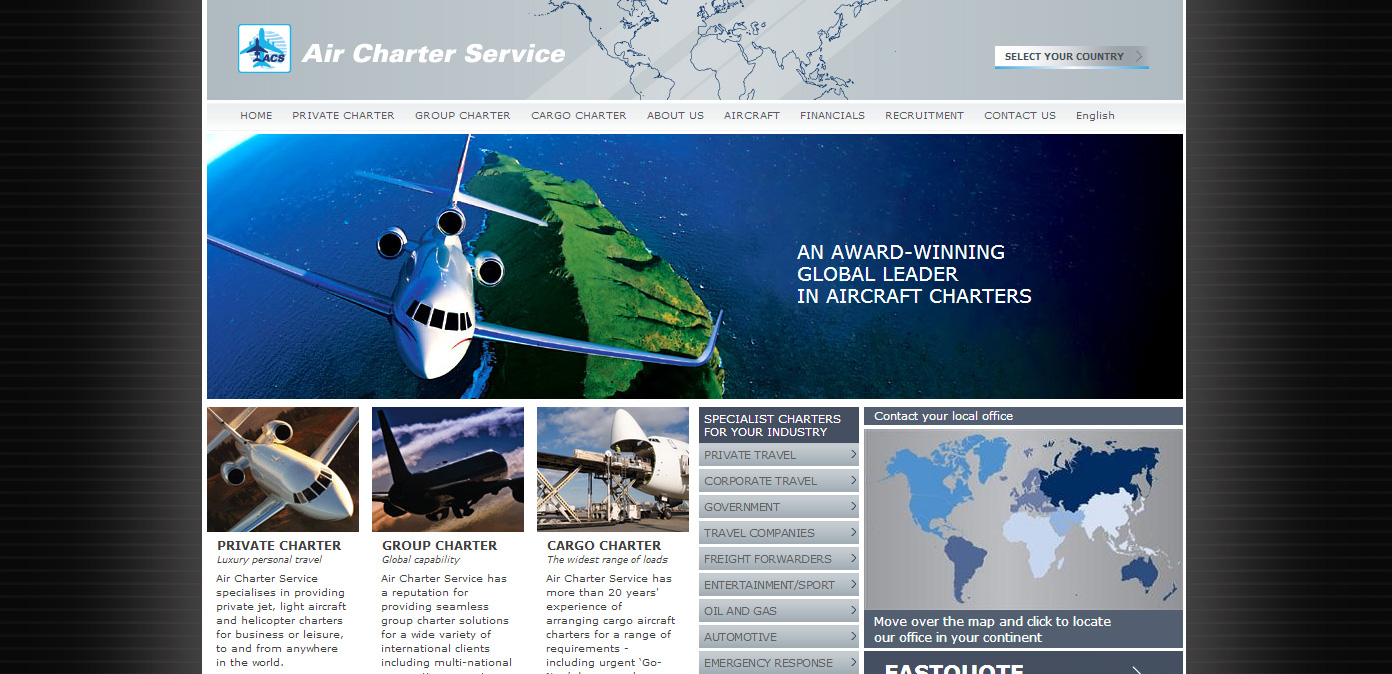 ACS
Air Charter Service
SELECT YOUR COUNTRY
HOME PRIVATE CHARTER GROUP CHARTER CARGO CHARTER ABOUT US AIRCRAFT FINANCIALS RECRUITMENT CONTACT US English
AN AWARD-WINNING
GLOBAL LEADER
IN AIRCRAFT CHARTERS
PRIVATE CHARTER
Luxury personal travel
Air Charter Service
specialises in providing
private jet, light aircraft
and helicopter charters
for business or leisure,
to and from anywhere
in the world.
GROUP CHARTER
Global capability
Air Charter Service has
a reputation for
providing seamless
group charter solutions
for a wide variety of
international clients
including multi-national
CARGO CHARTER
The widest range of loads
Air Charter Service has
more than 20 years'
experience of
arranging cargo aircraft
charters for a range of
requirements -
including urgent 'Go-
SPECIALIST CHARTERS
FOR YOUR INDUSTRY
PRIVATE TRAVEL
CORPORATE TRAVEL
GOVERNMENT
TRAVEL COMPANIES
FREIGHT FORWARDERS
ENTERTAINMENT/SPORT
OIL AND GAS
AUTOMOTIVE
EMERGENCY RESPONSE
Contact your local office
Move over the map and click to locate
our office in your continent
FASTQUOTE